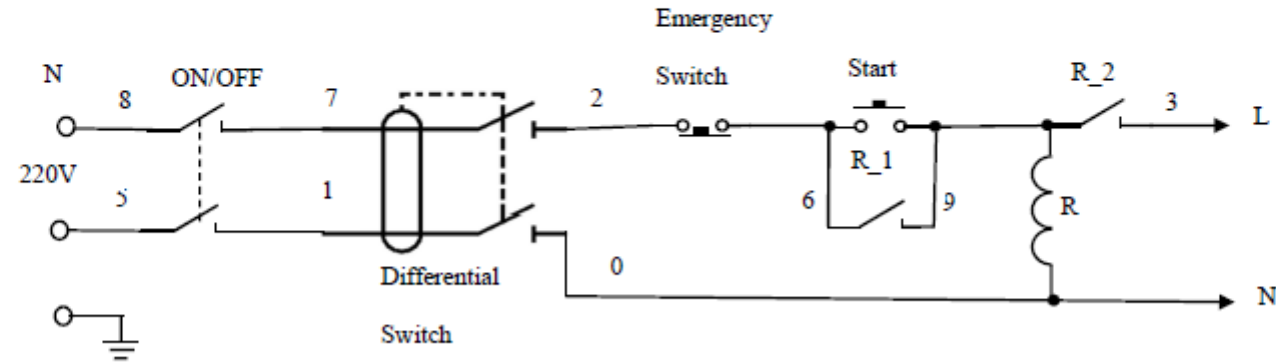 Emergency
Switch
Start
R_2
N
ON/OFF
8
7
2
3
L
R_1
220V
5
1
6
9
R
Differential
Switch
0
N